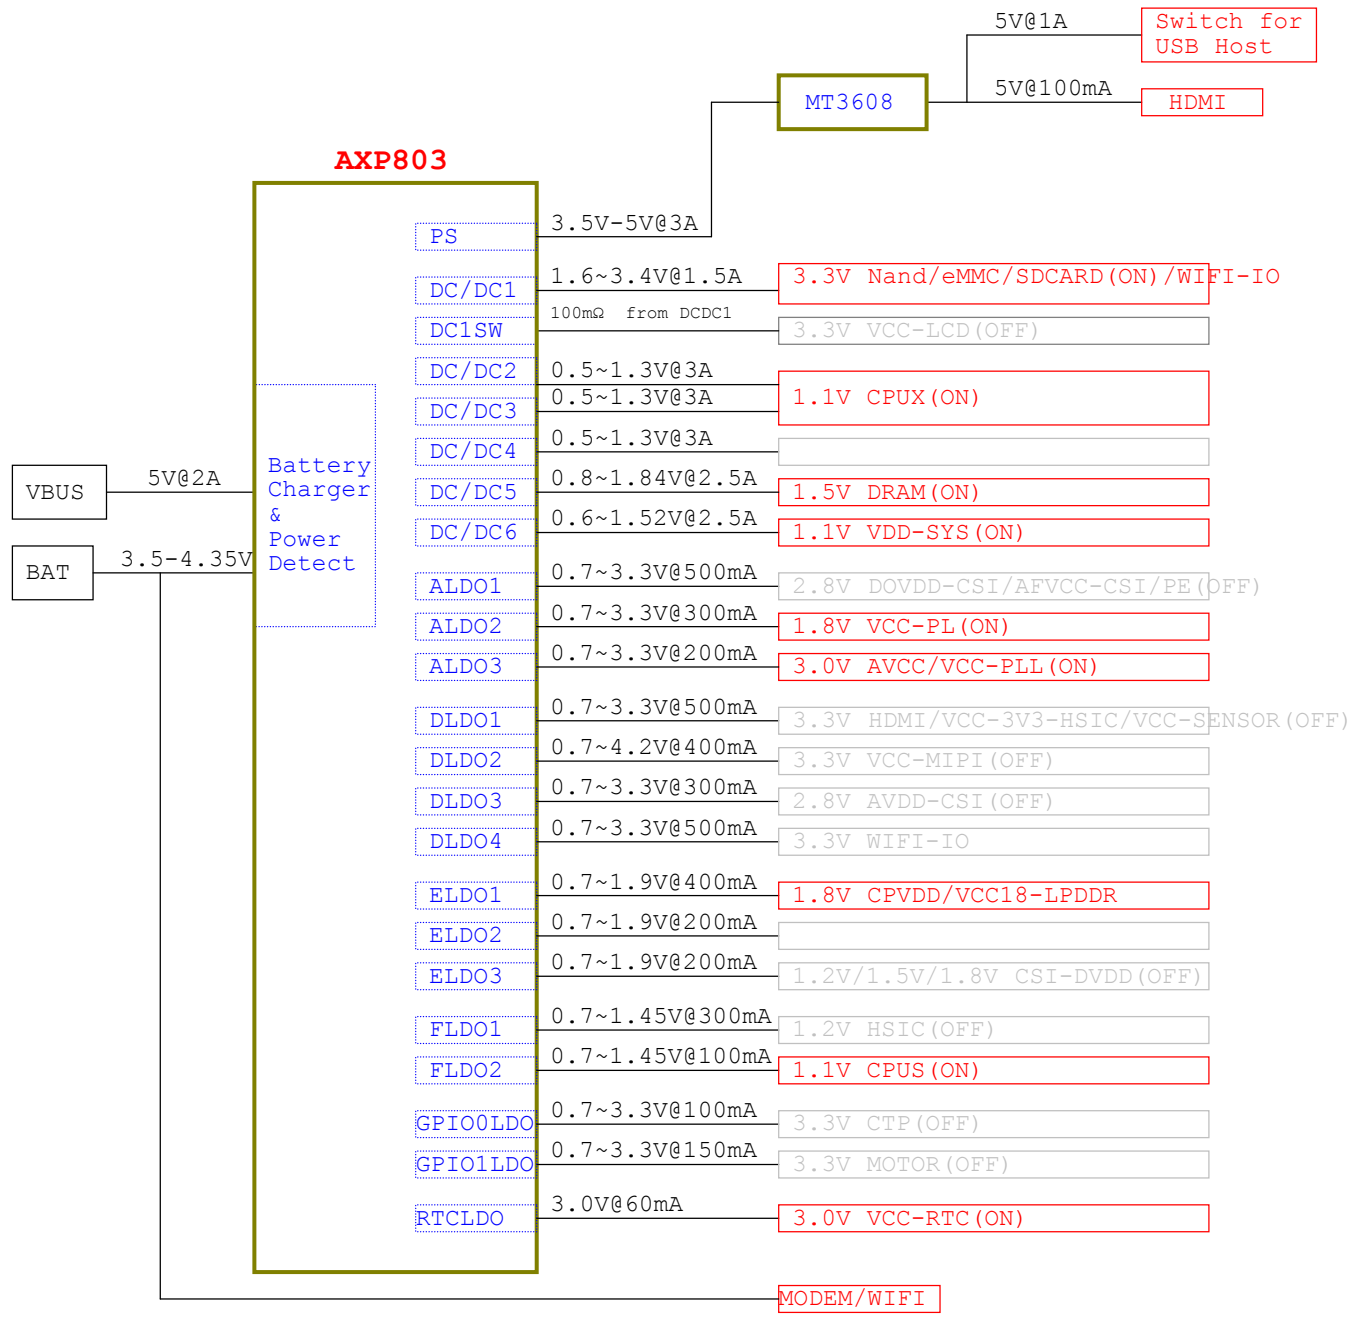 5V@1A
Switch for
USB Host
5V@100mA
MT3608
HDMI
AXP803
PS
3.5V-5V@3A
DC/DC1
1.6~3.4V@1.5A
3.3V Nand/eMMC/SDCARD(ON)/WIFI-IO
DC1SW
100mΩ from DCDC1
3.3V VCC-LCD(OFF)
DC/DC2
0.5~1.3V@3A
DC/DC3
0.5~1.3V@3A
1.1V CPUX(ON)
DC/DC4
0.5~1.3V@3A
Battery
Charger
&
Power
Detect
VBUS
5V@2A
DC/DC5
0.8~1.84V@2.5A
1.5V DRAM(ON)
DC/DC6
0.6~1.52V@2.5A
1.1V VDD-SYS(ON)
BAT
3.5-4.35V
ALDO1
0.7~3.3V@500mA
2.8V DOVDD-CSI/AFVCC-CSI/PE(OFF)
ALDO2
0.7~3.3V@300mA
1.8V VCC-PL(ON)
ALDO3
0.7~3.3V@200mA
3.0V AVCC/VCC-PLL(ON)
DLDO1
0.7~3.3V@500mA
3.3V HDMI/VCC-3V3-HSIC/VCC-SENSOR(OFF)
DLDO2
0.7~4.2V@400mA
3.3V VCC-MIPI(OFF)
DLDO3
0.7~3.3V@300mA
2.8V AVDD-CSI(OFF)
DLDO4
0.7~3.3V@500mA
3.3V WIFI-IO
ELDO1
0.7~1.9V@400mA
1.8V CPVDD/VCC18-LPDDR
ELDO2
0.7~1.9V@200mA
ELDO3
0.7~1.9V@200mA
1.2V/1.5V/1.8V CSI-DVDD(OFF)
FLDO1
0.7~1.45V@300mA
1.2V HSIC(OFF)
FLDO2
0.7~1.45V@100mA
1.1V CPUS(ON)
GPIO0LDO
0.7~3.3V@100mA
3.3V CTP(OFF)
GPIO1LDO
0.7~3.3V@150mA
3.3V MOTOR(OFF)
RTCLDO
3.0V@60mA
3.0V VCC-RTC(ON)
MODEM/WIFI